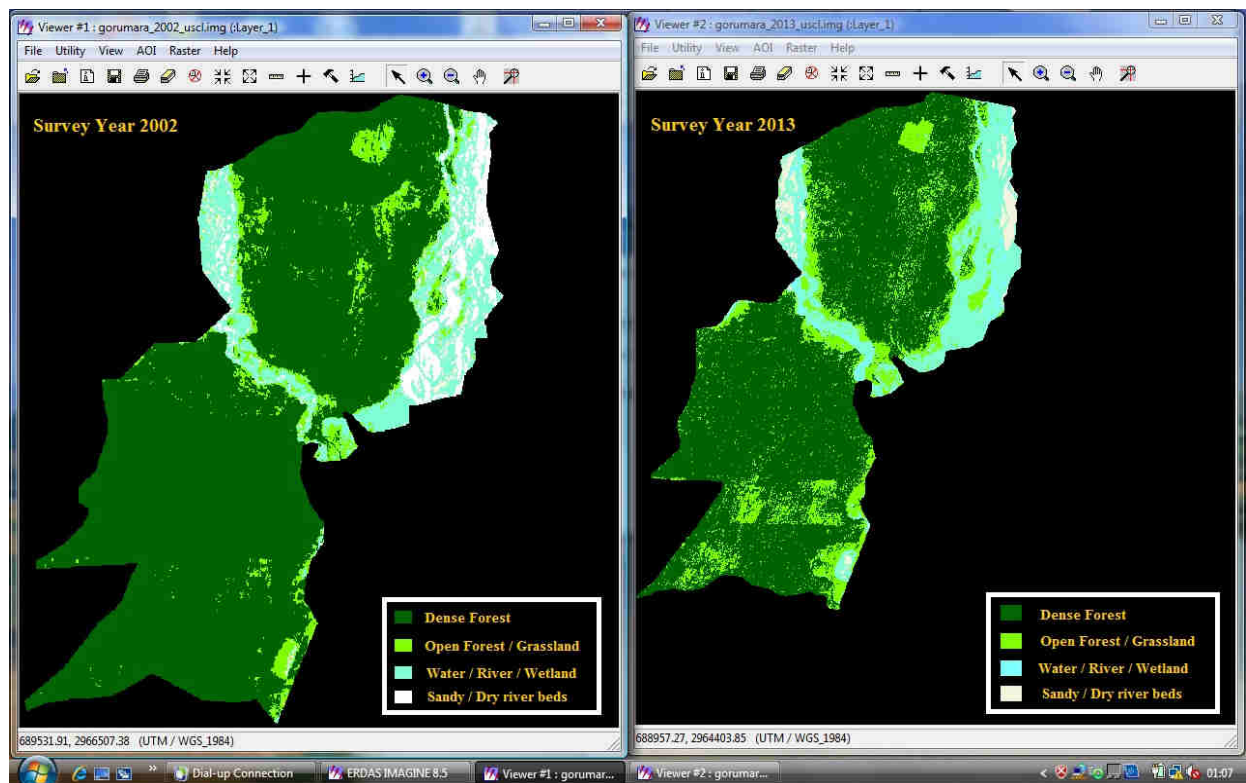 Viewer #1 : gorumara_2002_uscl.img (:Layer_1)
File Utility View AOI Raster Help
Survey Year 2002
Dense Forest
Open Forest / Grassland
Water / River / Wetland
Sandy / Dry river beds
689531.91, 2966507.38 (UTM / WGS_1984)
Viewer #2 : gorumara_2013_uscl.img (:Layer_1)
File Utility View AOI Raster Help
Survey Year 2013
Dense Forest
Open Forest / Grassland
Water / River / Wetland
Sandy / Dry river beds
688957.27, 2964403.85 (UTM / WGS_1984)
Dial-up Connection
ERDAS IMAGINE 8.5
Viewer #1 : gorumar...
Viewer #2 : gorumar...
01:07